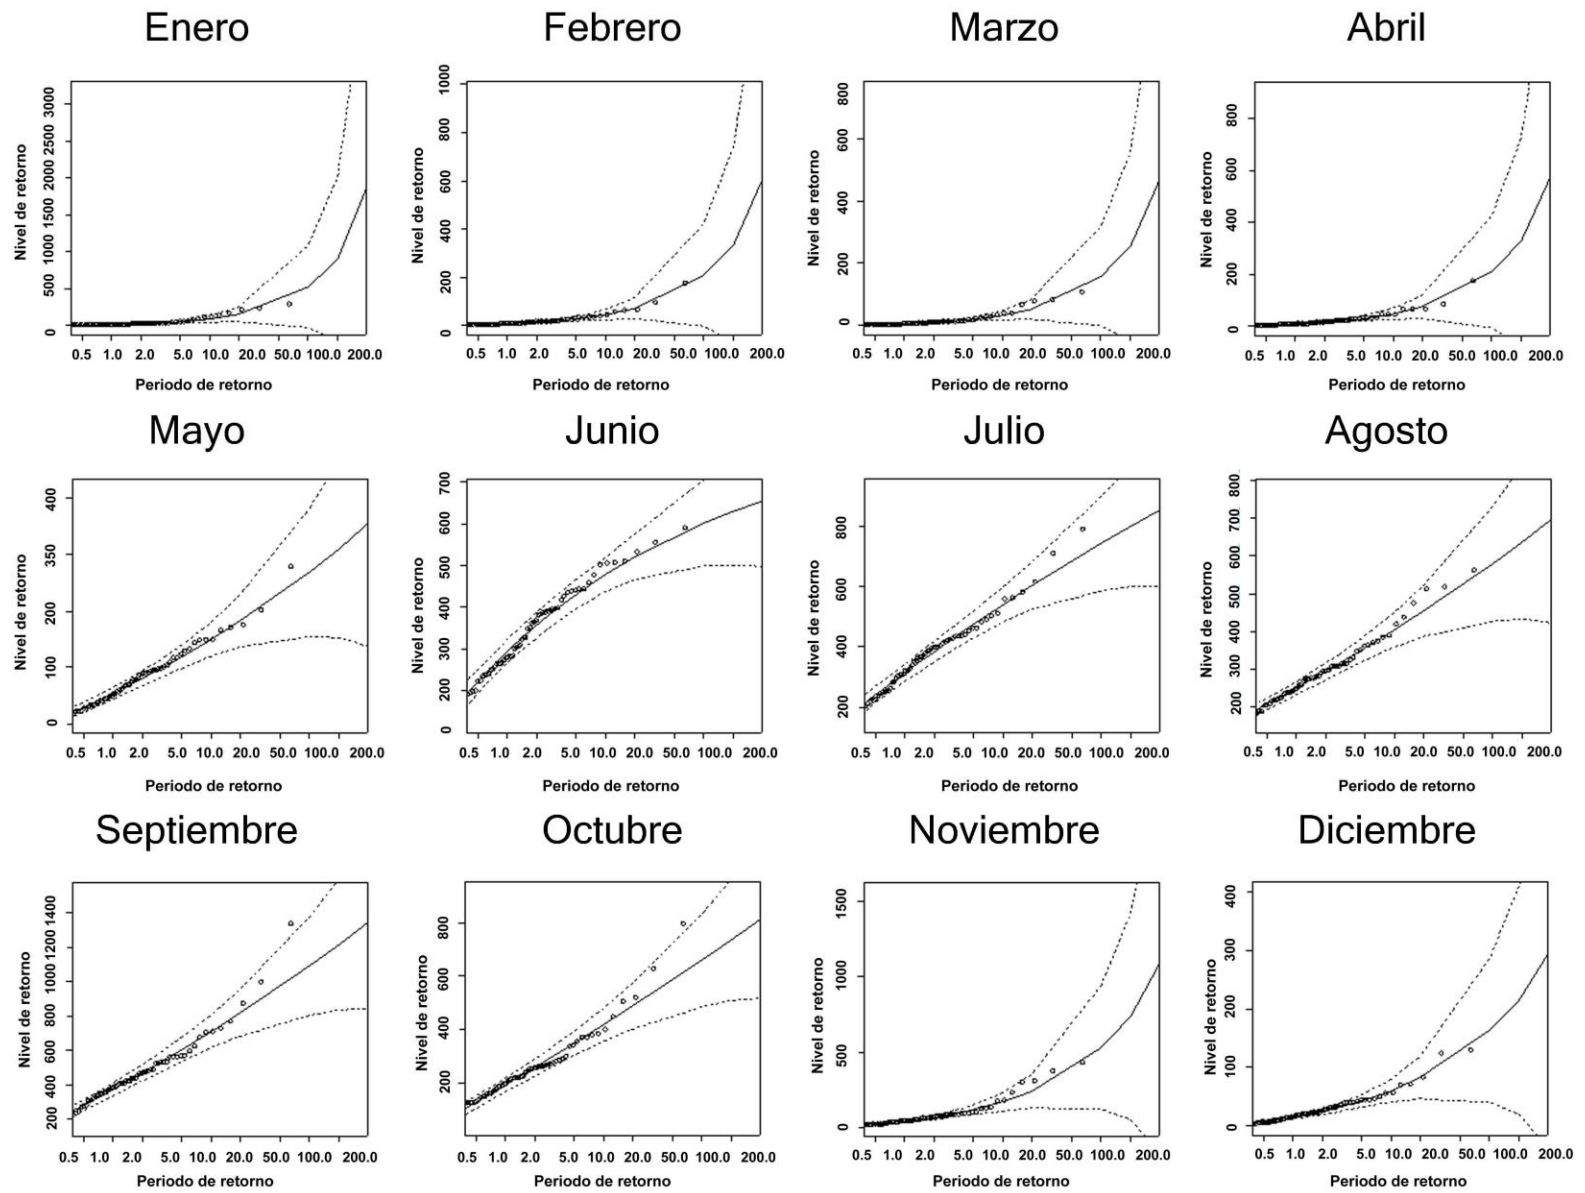 Enero Febrero Marzo Abril
Nivel de retorno
0 500 1000 1500 2000 2500 3000
0.5 1.0 2.0 5.0 10.0 20.0 50.0 100.0 200.0
Periodo de retorno
Nivel de retorno
0 200 400 600 800 1000
0.5 1.0 2.0 5.0 10.0 20.0 50.0 100.0 200.0
Periodo de retorno
Nivel de retorno
0 200 400 600 800
0.5 1.0 2.0 5.0 10.0 20.0 50.0 100.0 200.0
Periodo de retorno
Nivel de retorno
0 200 400 600 800
0.5 1.0 2.0 5.0 10.0 20.0 50.0 100.0 200.0
Periodo de retorno
Mayo Junio Julio Agosto
Nivel de retorno
0 100 200 350 400
0.5 1.0 2.0 5.0 10.0 20.0 50.0 100.0 200.0
Periodo de retorno
Nivel de retorno
0 200 300 400 500 600 700
0.5 1.0 2.0 5.0 10.0 20.0 50.0 100.0 200.0
Periodo de retorno
Nivel de retorno
200 400 600 800
0.5 1.0 2.0 5.0 10.0 20.0 50.0 100.0 200.0
Periodo de retorno
Nivel de retorno
200 300 400 500 600 700 800
0.5 1.0 2.0 5.0 10.0 20.0 50.0 100.0 200.0
Periodo de retorno
Septiembre Octubre Noviembre Diciembre
Nivel de retorno
200 400 600 800 1000 1200 1400
0.5 1.0 2.0 5.0 10.0 20.0 50.0 100.0 200.0
Periodo de retorno
Nivel de retorno
200 400 600 800
0.5 1.0 2.0 5.0 10.0 20.0 50.0 100.0 200.0
Periodo de retorno
Nivel de retorno
0 500 1000 1500
0.5 1.0 2.0 5.0 10.0 20.0 50.0 100.0 200.0
Periodo de retorno
Nivel de retorno
0 100 200 300 400
0.5 1.0 2.0 5.0 10.0 20.0 50.0 100.0 200.0
Periodo de retorno